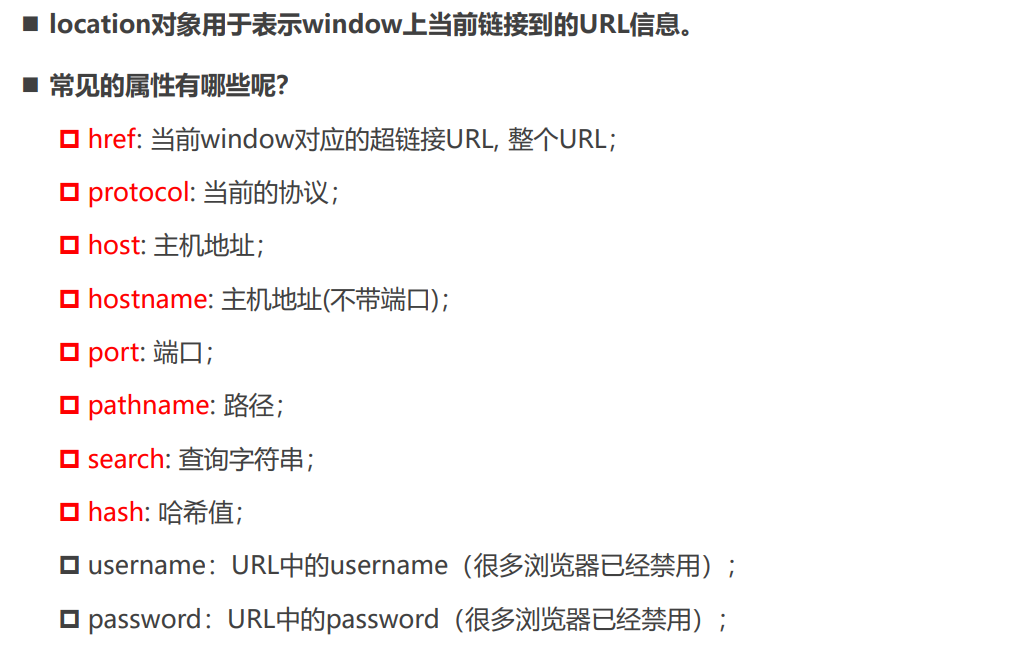 location对象用于表示window上当前链接到的URL信息。
常见的属性有哪些呢？
href: 当前window对应的超链接URL, 整个URL；
protocol: 当前的协议；
host: 主机地址；
hostname: 主机地址(不带端口)；
port: 端口；
pathname: 路径；
search: 查询字符串；
hash: 哈希值；
username：URL中的username（很多浏览器已经禁用）；
password：URL中的password（很多浏览器已经禁用）；